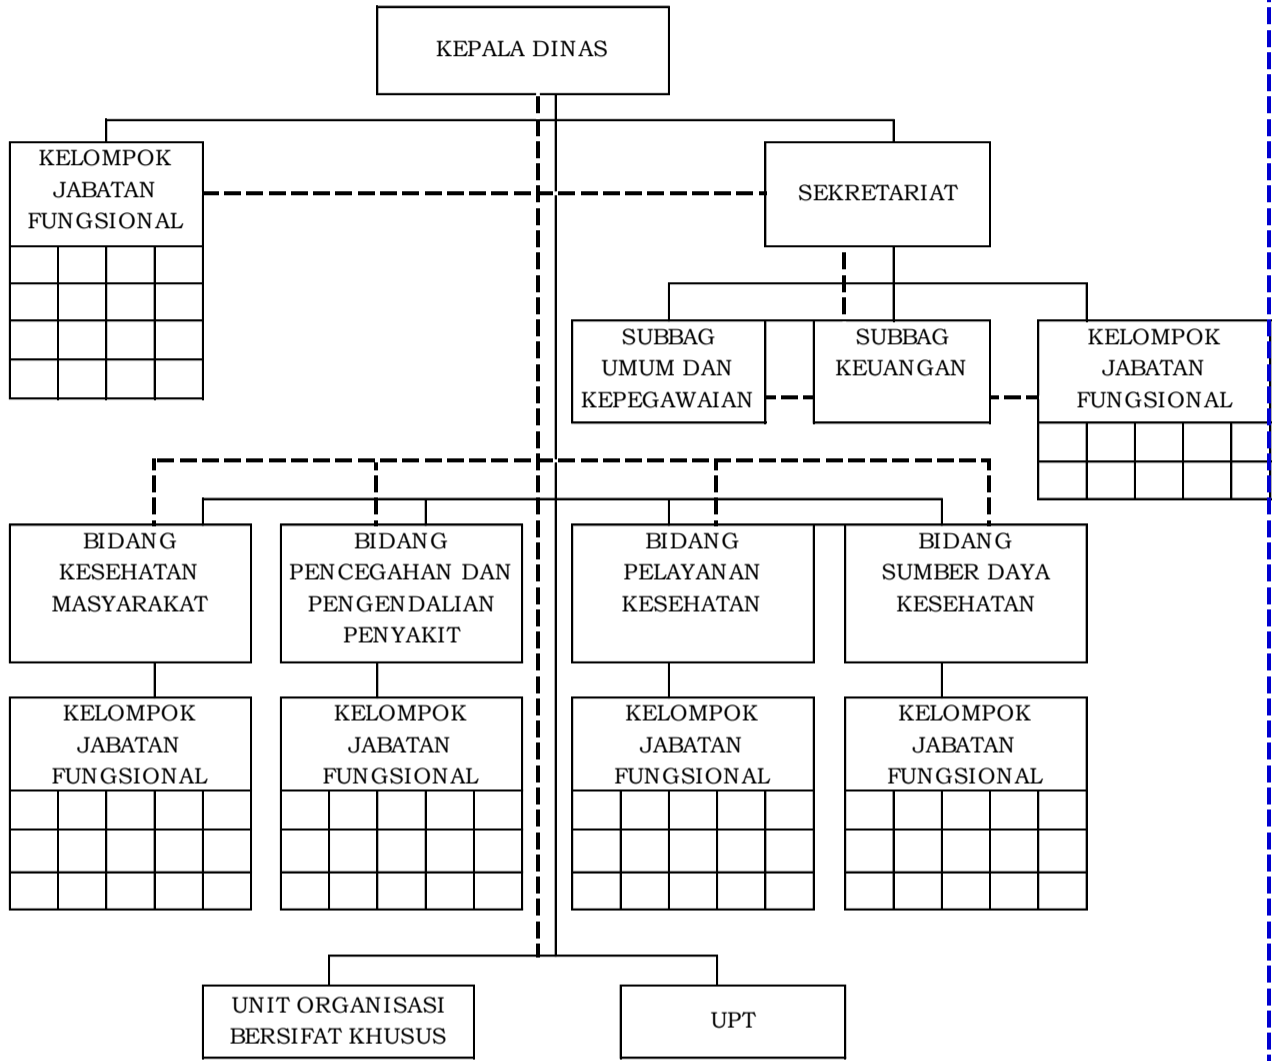 KEPALA DINAS
KELOMPOK
JABATAN
FUNGSIONAL
SEKRETARIAT
SUBBAG
UMUM DAN
KEPEGAWAIAN
SUBBAG
KEUANGAN
KELOMPOK
JABATAN
FUNGSIONAL
BIDANG
KESEHATAN
MASYARAKAT
BIDANG
PENCEGAHAN DAN
PENGENDALIAN
PENYAKIT
BIDANG
PELAYANAN
KESEHATAN
BIDANG
SUMBER DAYA
KESEHATAN
KELOMPOK
JABATAN
FUNGSIONAL
KELOMPOK
JABATAN
FUNGSIONAL
KELOMPOK
JABATAN
FUNGSIONAL
KELOMPOK
JABATAN
FUNGSIONAL
UNIT ORGANISASI
BERSIFAT KHUSUS
UPT